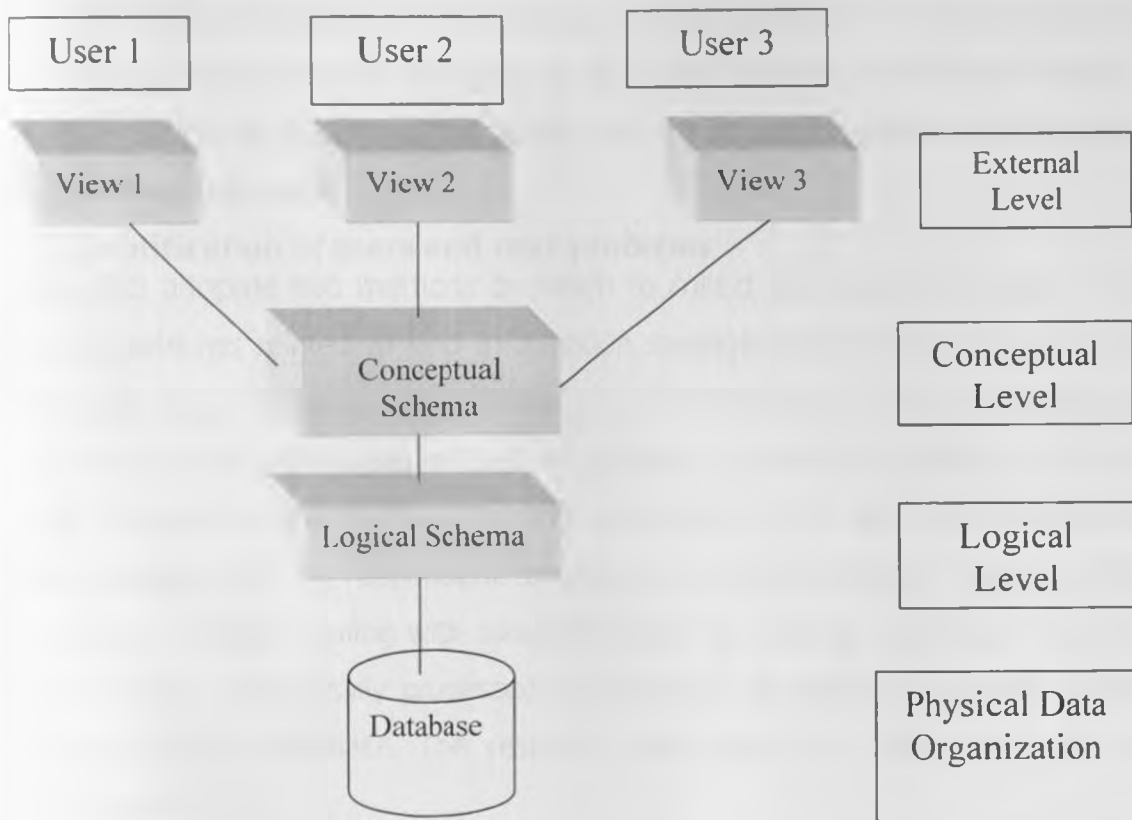 User 1
User 2
User 3
View 1
View 2
View 3
External
Level
Conceptual
Schema
Conceptual
Level
Logical Schema
Logical
Level
Database
Physical Data
Organization